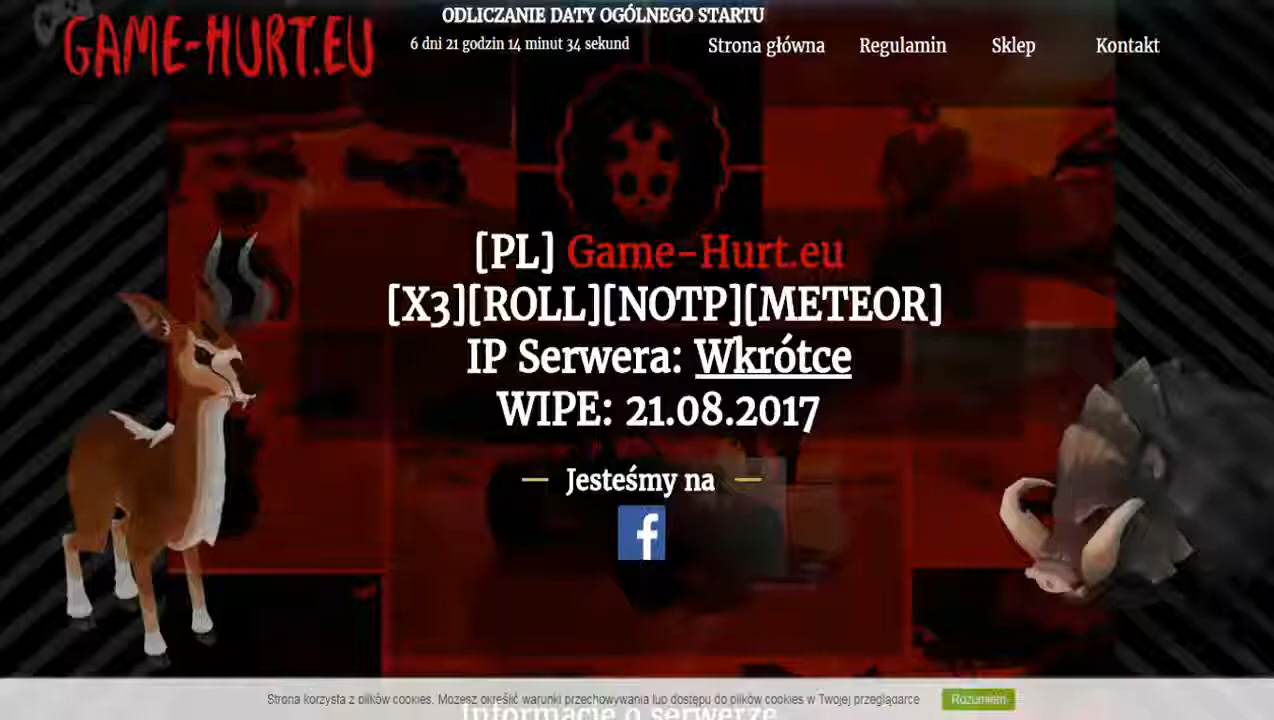 GAME-HURT.EU
ODLICZANIE DATY OGÓLNEGO STARTU
6 dni 21 godzin 14 minut 34 sekund
Strona główna Regulamin Sklep Kontakt
[PL] Game-Hurt.eu
[X3][ROLL][NOTP][METEOR]
IP Serwera: Wkrótce
WIPE: 21.08.2017
Jesteśmy na
Strona korzysta z plików cookies. Możesz określić warunki przechowywania lub dostępu do plików cookies w Twojej przeglądarce Rozumiem
Informacje o serwerze